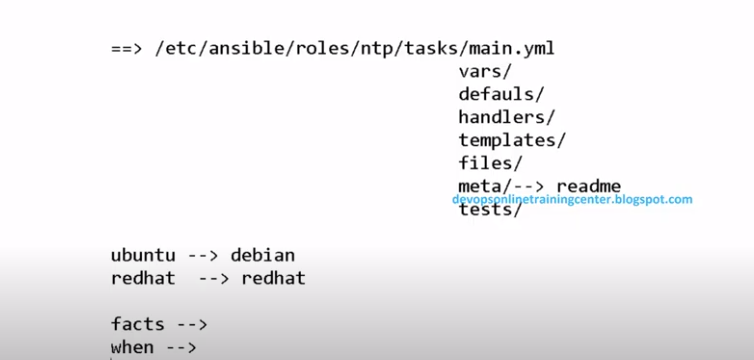 ==> /etc/ansible/roles/ntp/tasks/main.yml
vars/
defauls/
handlers/
templates/
files/
meta/--> readme
devopsonlinetrainingcenter.blogspot.com
tests/
ubuntu --> debian
redhat --> redhat
facts -->
when -->